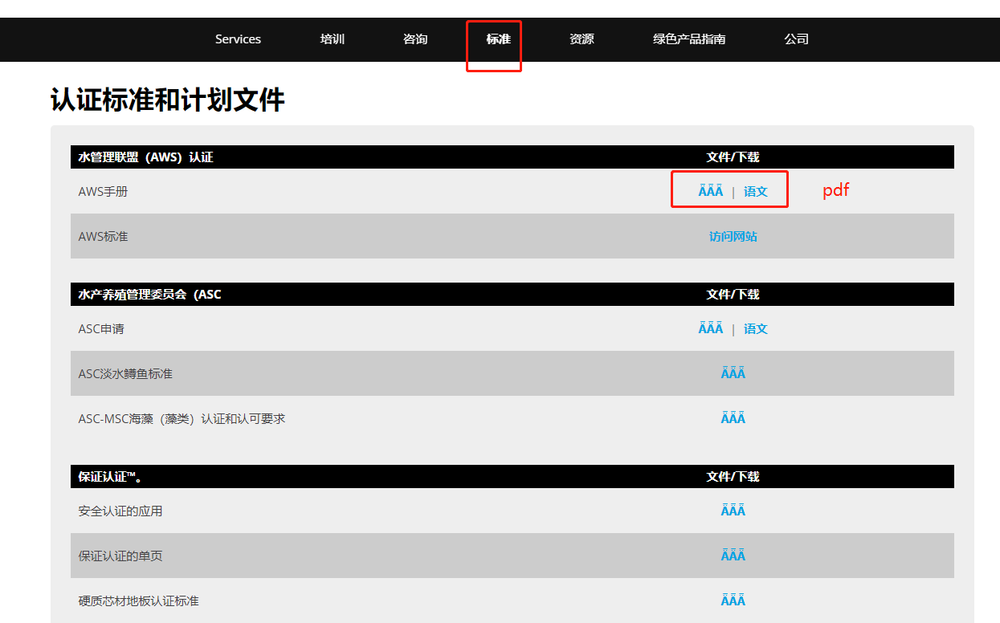 Services 培训 咨询 标准 资源 绿色产品指南 公司
认证标准和计划文件
水管理联盟（AWS）认证 文件/下载
AWS手册 ÃÃÃ | 语文 pdf
AWS标准 访问网站
水产养殖管理委员会（ASC 文件/下载
ASC申请 ÃÃÃ | 语文
ASC淡水鳟鱼标准 ÃÃÃ
ASC-MSC海藻（藻类）认证和认可要求 ÃÃÃ
保证认证™。 文件/下载
安全认证的应用 ÃÃÃ
保证认证的单页 ÃÃÃ
硬质芯材地板认证标准 ÃÃÃ